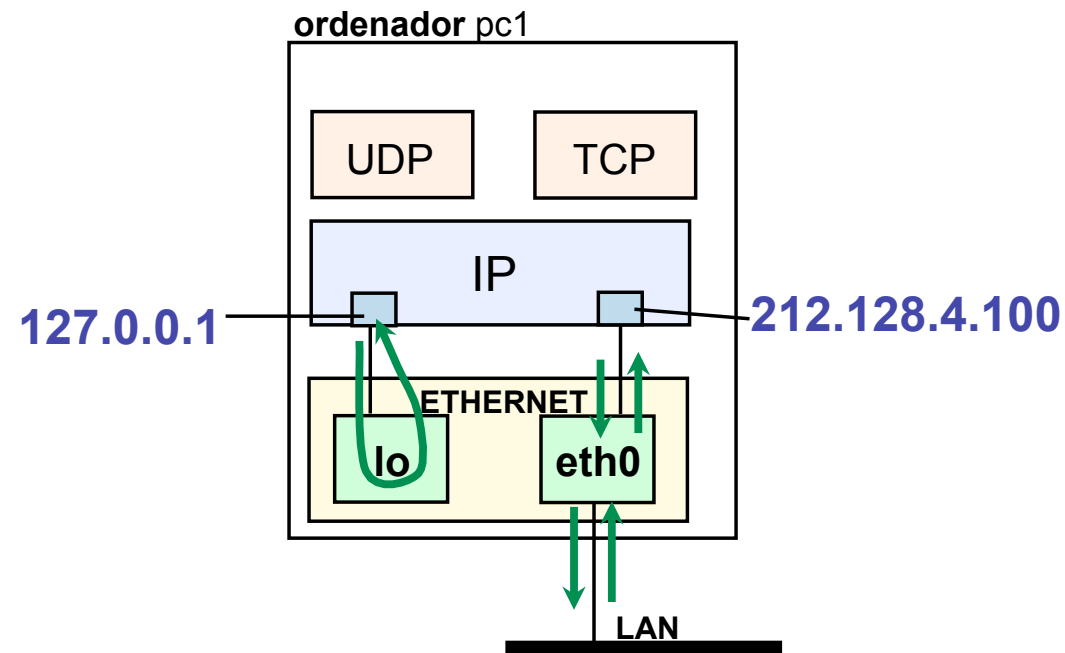 ordenador pc1
UDP
TCP
IP
127.0.0.1
212.128.4.100
ETHERNET
lo
eth0
LAN